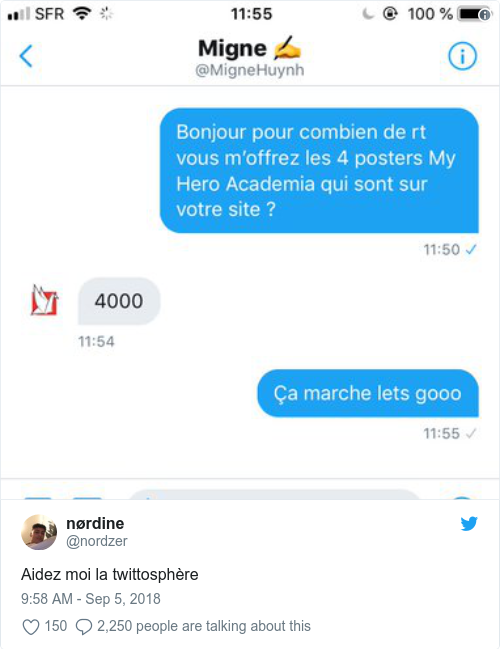 SFR 11:55 100 %
Migne ✍️
@MigneHuynh
Bonjour pour combien de rt
vous m'offrez les 4 posters My
Hero Academia qui sont sur
votre site ?
11:50 ✓
4000
11:54
Ça marche lets gooo
11:55 ✓
nørdine
@nordzer
Aidez moi la twittosphère
9:58 AM - Sep 5, 2018
150 2,250 people are talking about this